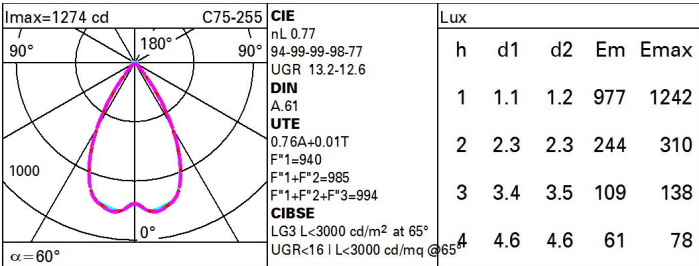 Imax=1274 cd C75-255
90° 180° 90°
1000
0°
α=60°
CIE
nL 0.77
94-99-99-98-77
UGR 13.2-12.6
DIN
A.61
UTE
0.76A+0.01T
F"1=940
F"1+F"2=985
F"1+F"2+F"3=994
CIBSE
LG3 L<3000 cd/m² at 65°
UGR<16 | L<3000 cd/mq @65°
Lux
h d1 d2 Em Emax
1 1.1 1.2 977 1242
2 2.3 2.3 244 310
3 3.4 3.5 109 138
4 4.6 4.6 61 78